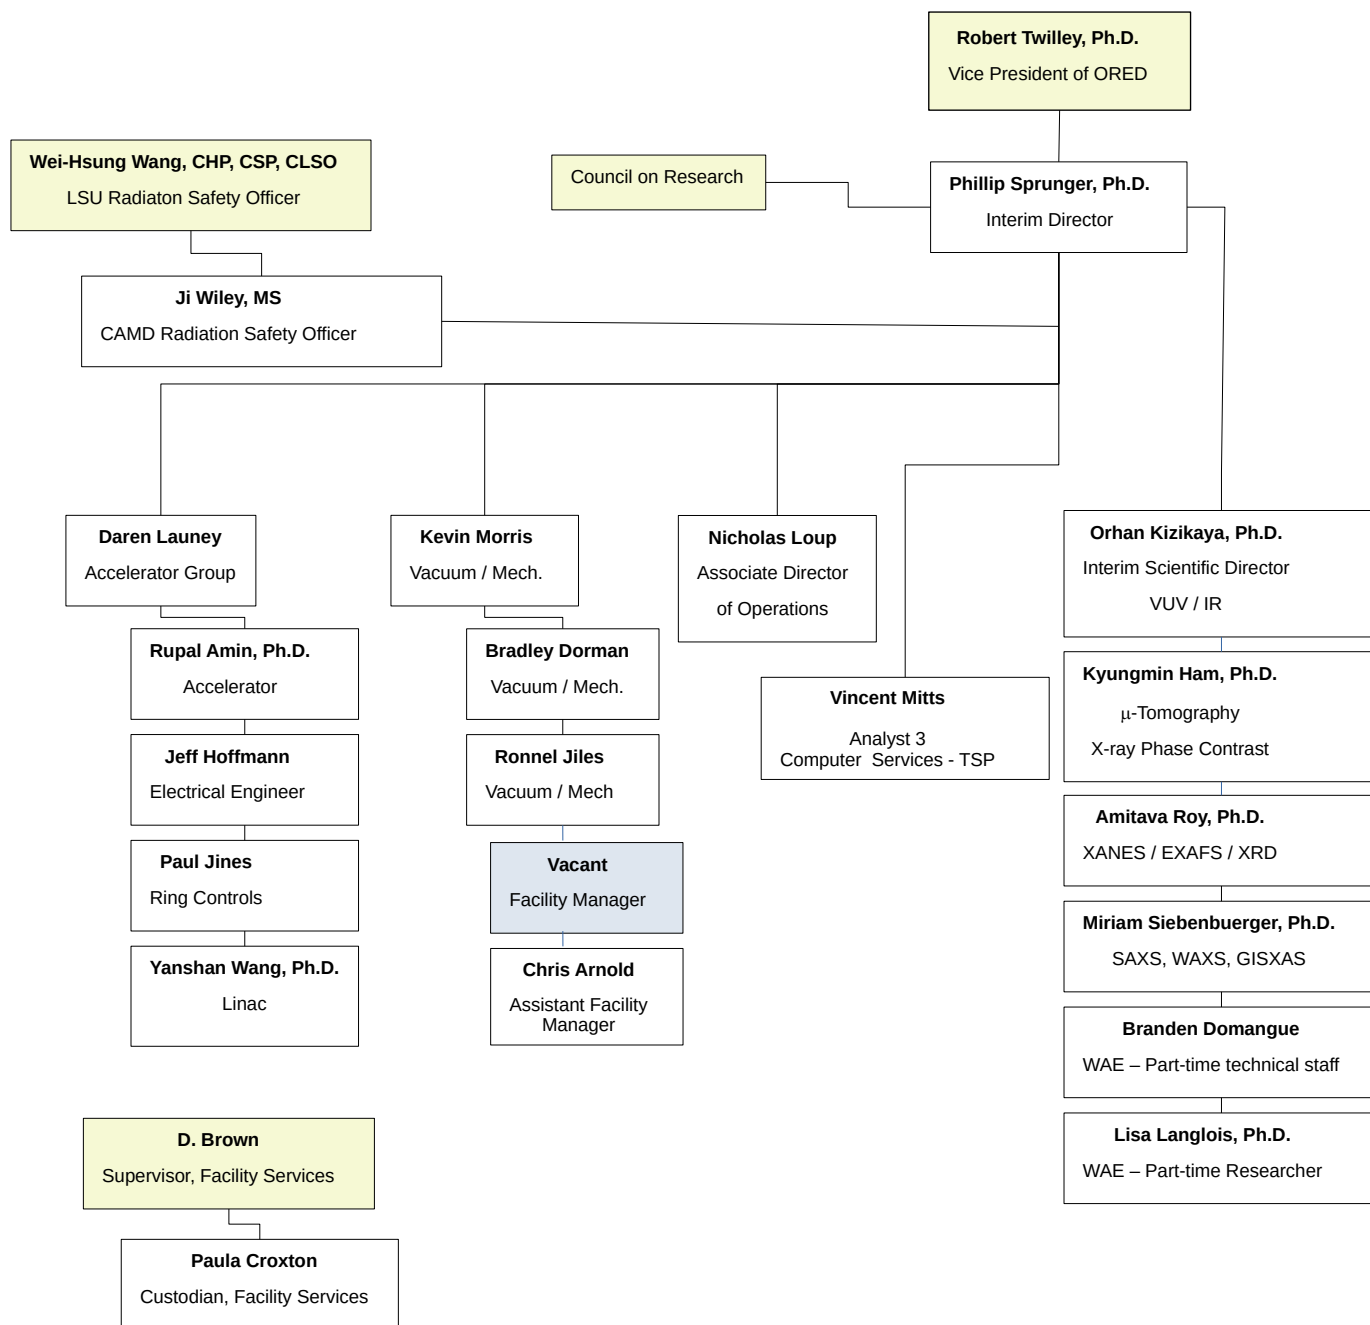 Robert Twilley, Ph.D.
Vice President of ORED
Wei-Hsung Wang, CHP, CSP, CLSO
LSU Radiaton Safety Officer
Council on Research
Phillip Sprunger, Ph.D.
Interim Director
Ji Wiley, MS
CAMD Radiation Safety Officer
Daren Launey
Accelerator Group
Rupal Amin, Ph.D.
Accelerator
Jeff Hoffmann
Electrical Engineer
Paul Jines
Ring Controls
Yanshan Wang, Ph.D.
Linac
Kevin Morris
Vacuum / Mech.
Bradley Dorman
Vacuum / Mech.
Ronnel Jiles
Vacuum / Mech
Vacant
Facility Manager
Chris Arnold
Assistant Facility
Manager
Nicholas Loup
Associate Director
of Operations
Vincent Mitts
Analyst 3
Computer  Services - TSP
Orhan Kizikaya, Ph.D.
Interim Scientific Director
VUV / IR
Kyungmin Ham, Ph.D.
μ-Tomography
X-ray Phase Contrast
Amitava Roy, Ph.D.
XANES / EXAFS / XRD
Miriam Siebenbuerger, Ph.D.
SAXS, WAXS, GISXAS
Branden Domangue
WAE – Part-time technical staff
Lisa Langlois, Ph.D.
WAE – Part-time Researcher
D. Brown
Supervisor, Facility Services
Paula Croxton
Custodian, Facility Services